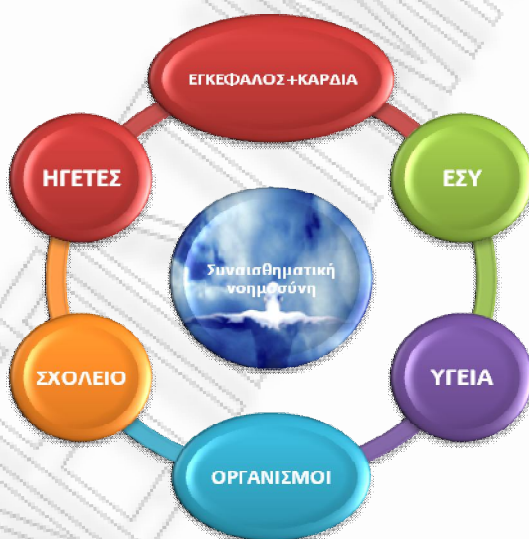 ΕΓΚΕΦΑΛΟΣ+ΚΑΡΔΙΑ
ΗΓΕΤΕΣ
ΕΣΥ
Συναισθηματική
νοημοσύνη
ΣΧΟΛΕΙΟ
ΥΓΕΙΑ
ΟΡΓΑΝΙΣΜΟΙ